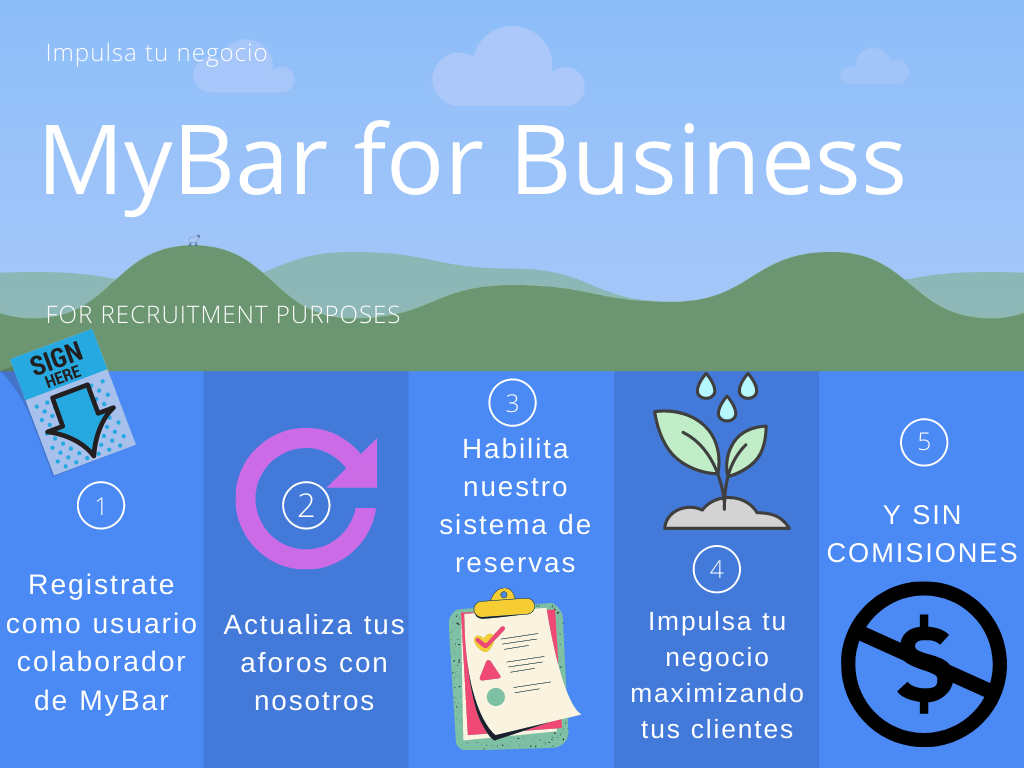 Impulsa tu negocio
MyBar for Business
FOR RECRUITMENT PURPOSES
SIGN
HERE
1
Registrate
como usuario
colaborador
de MyBar
2
Actualiza tus
aforos con
nosotros
3
Habilita
nuestro
sistema de
reservas
4
Impulsa tu
negocio
maximizando
tus clientes
5
Y SIN
COMISIONES
$